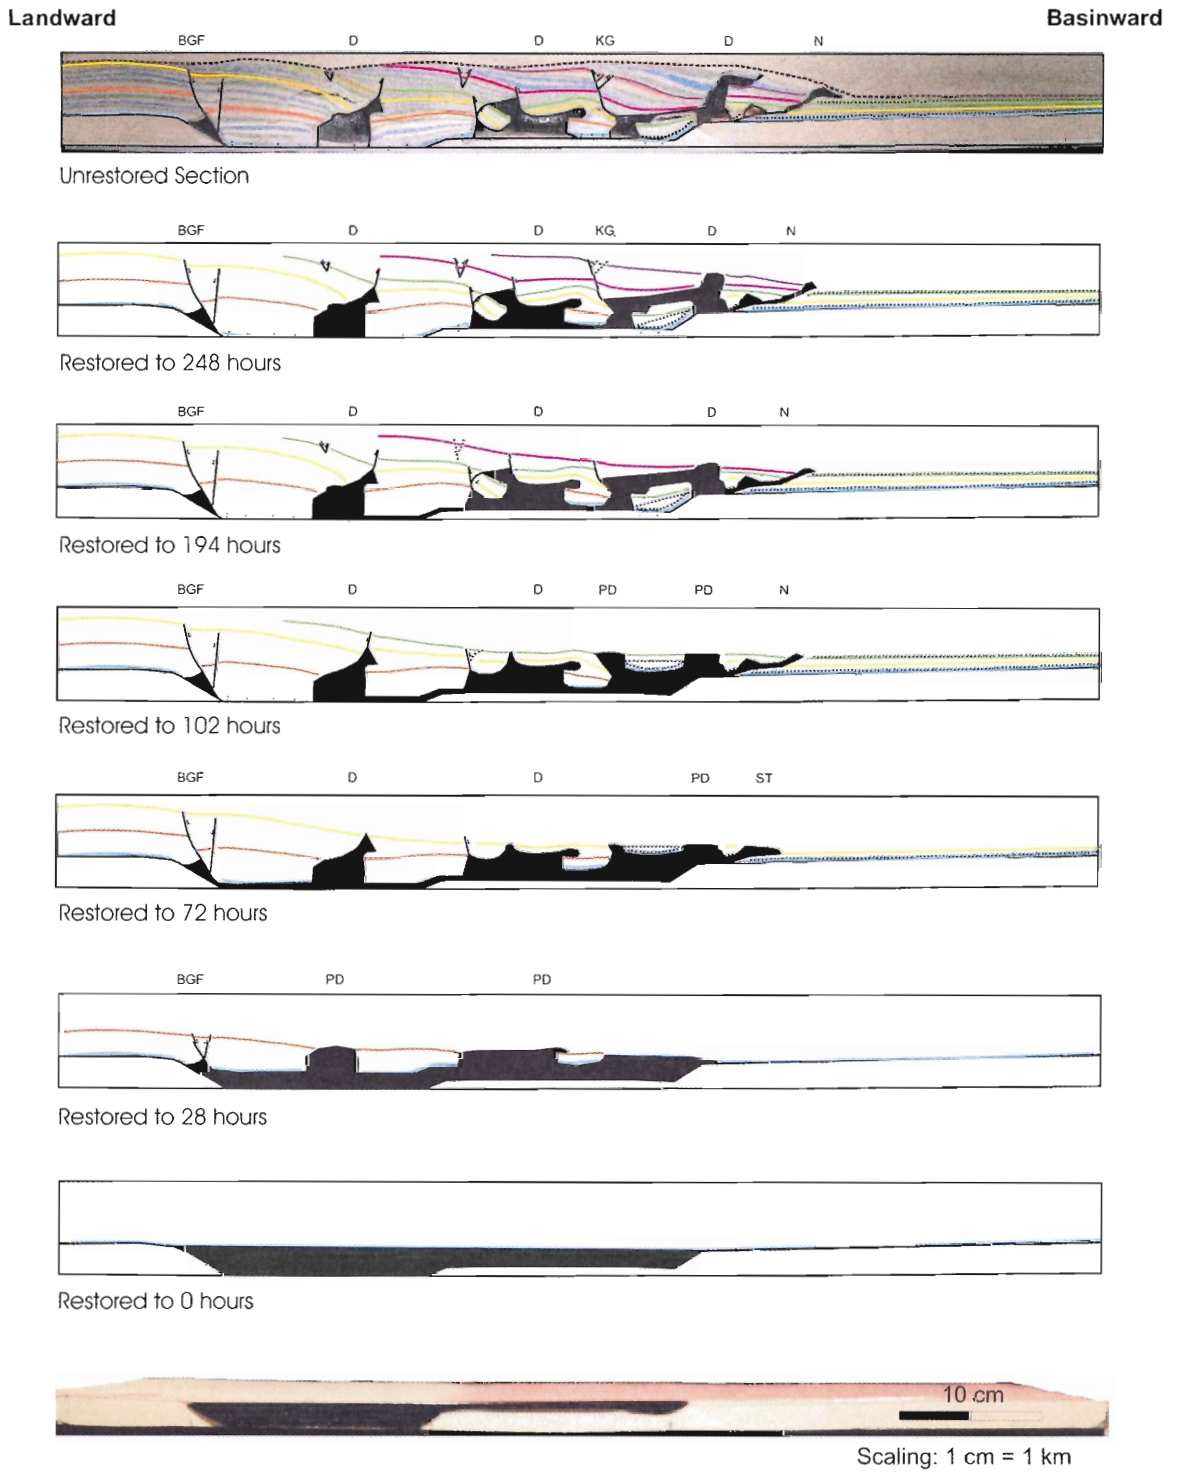 Landward Basinward
BGF D D KG D N
Unrestored Section
BGF D D KG, D N
Restored to 248 hours
BGF D D D N
Restored to 194 hours
BGF D D PD PD N
Restored to 102 hours
BGF D D PD ST
Restored to 72 hours
BGF PD PD
Restored to 28 hours
Restored to 0 hours
10 cm
Scaling: 1 cm = 1 km